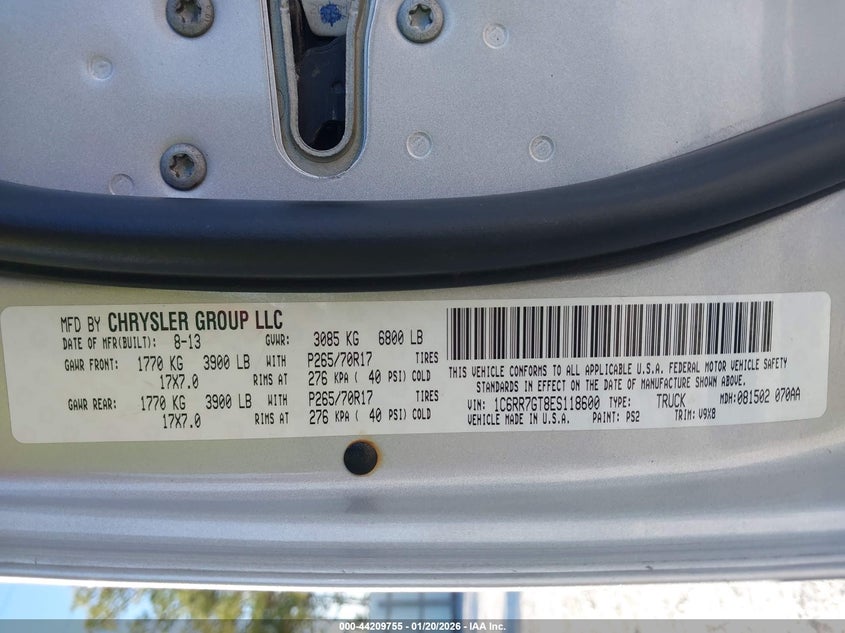 MFD BY CHRYSLER GROUP LLC
DATE OF MFR(BUILT): 8-13 GVWR: 3085 KG 6800 LB
GAWR FRONT: 1770 KG 3900 LB WITH P265/70R17 TIRES
17X7.0 RIMS AT 276 KPA ( 40 PSI) COLD
GAWR REAR: 1770 KG 3900 LB WITH P265/70R17 TIRES
17X7.0 RIMS AT 276 KPA ( 40 PSI) COLD
THIS VEHICLE CONFORMS TO ALL APPLICABLE U.S.A. FEDERAL MOTOR VEHICLE SAFETY
STANDARDS IN EFFECT ON THE DATE OF MANUFACTURE SHOWN ABOVE.
VIN: 1C6RR7GT8ES118600 TYPE: TRUCK MDH:081502 070AA
VEHICLE MADE IN U.S.A. PAINT: PS2 TRIM: V9X8
000-44209755 - 01/20/2026 - IAA Inc.